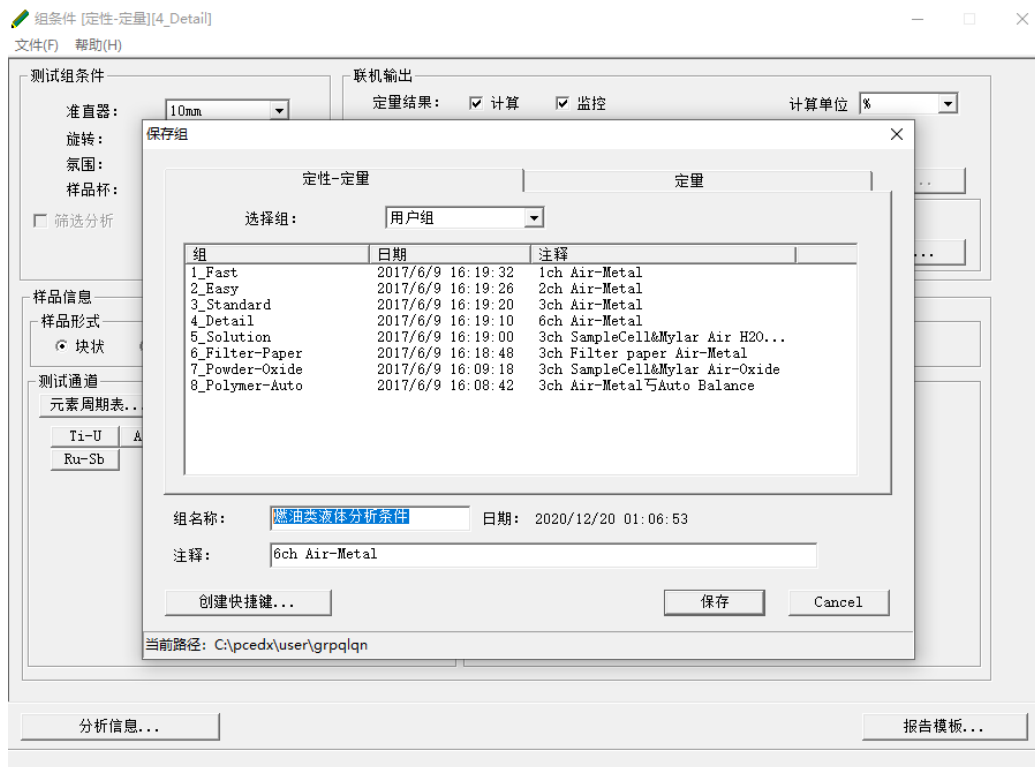 组条件 [定性-定量][4_Detail]
文件(F) 帮助(H)
测试组条件
联机输出
准直器: 10mm
定量结果: 计算 监控 计算单位 %
旋转:
氛围:
样品杯:
筛选分析
保存组
定性-定量 定量
选择组: 用户组
组 日期 注释
1_Fast 2017/6/9 16:19:32 1ch Air-Metal
2_Easy 2017/6/9 16:19:26 2ch Air-Metal
3_Standard 2017/6/9 16:19:20 3ch Air-Metal
4_Detail 2017/6/9 16:19:10 6ch Air-Metal
5_Solution 2017/6/9 16:19:00 3ch SampleCell&Mylar Air H2O...
6_Filter-Paper 2017/6/9 16:18:48 3ch Filter paper Air-Metal
7_Powder-Oxide 2017/6/9 16:09:18 3ch SampleCell&Mylar Air-Oxide
8_Polymer-Auto 2017/6/9 16:08:42 3ch Air-Metal丂Auto Balance
样品信息
样品形式
块状
测试通道
元素周期表...
Ti-U A
Ru-Sb
组名称: 燃油类液体分析条件 日期: 2020/12/20 01:06:53
注释: 6ch Air-Metal
创建快捷键... 保存 Cancel
当前路径: C:\pcedx\user\grpqlqn
分析信息... 报告模板...